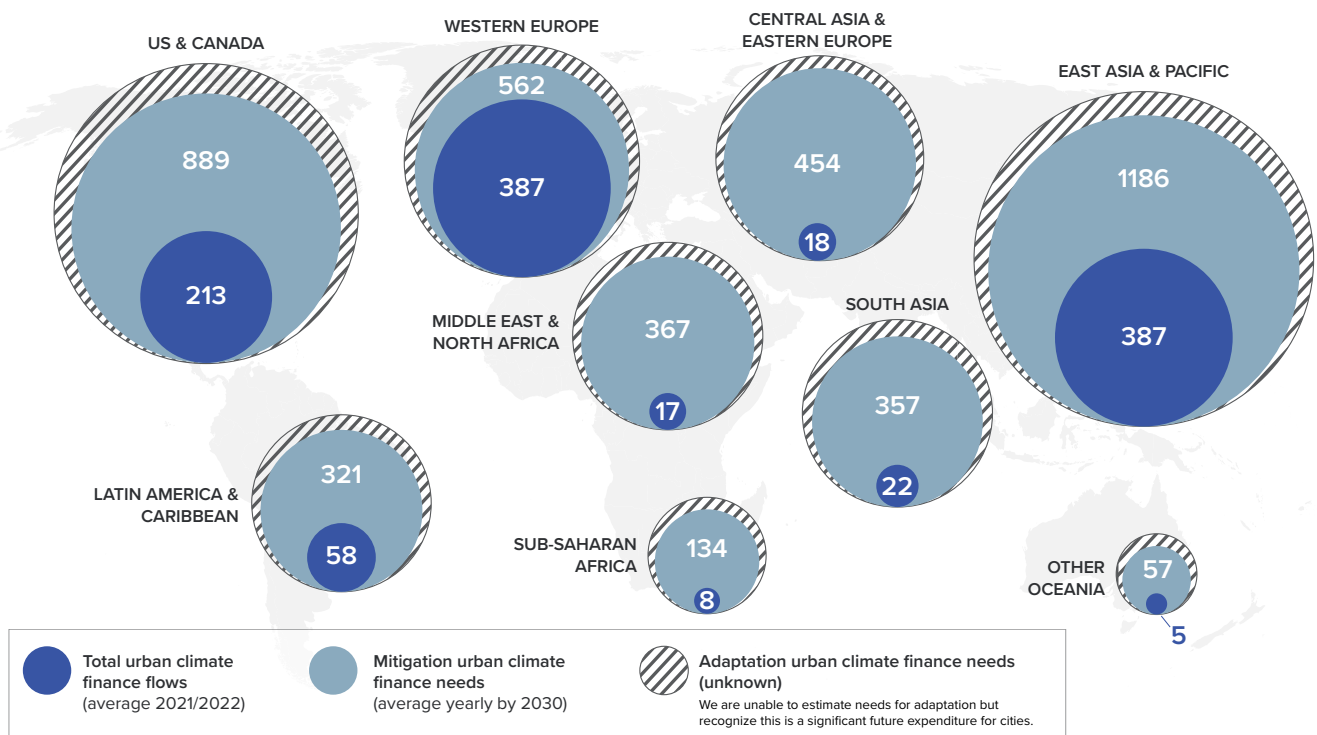 US & CANADA
889
213
WESTERN EUROPE
562
387
CENTRAL ASIA &
EASTERN EUROPE
454
18
EAST ASIA & PACIFIC
1186
387
MIDDLE EAST &
NORTH AFRICA
367
17
SOUTH ASIA
357
22
LATIN AMERICA &
CARIBBEAN
321
58
SUB-SAHARAN
AFRICA
134
8
OTHER
OCEANIA
57
5
Total urban climate
finance flows
(average 2021/2022)
Mitigation urban climate
finance needs
(average yearly by 2030)
Adaptation urban climate finance needs
(unknown)
We are unable to estimate needs for adaptation but
recognize this is a significant future expenditure for cities.